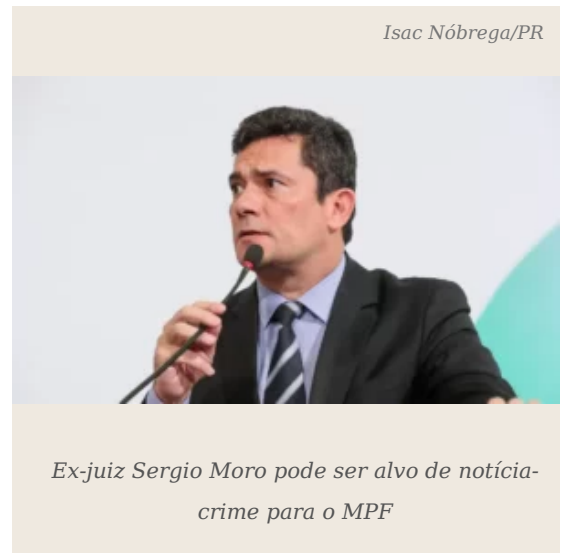 Isac Nóbrega/PR
Ex-juiz Sergio Moro pode ser alvo de notícia-
crime para o MPF